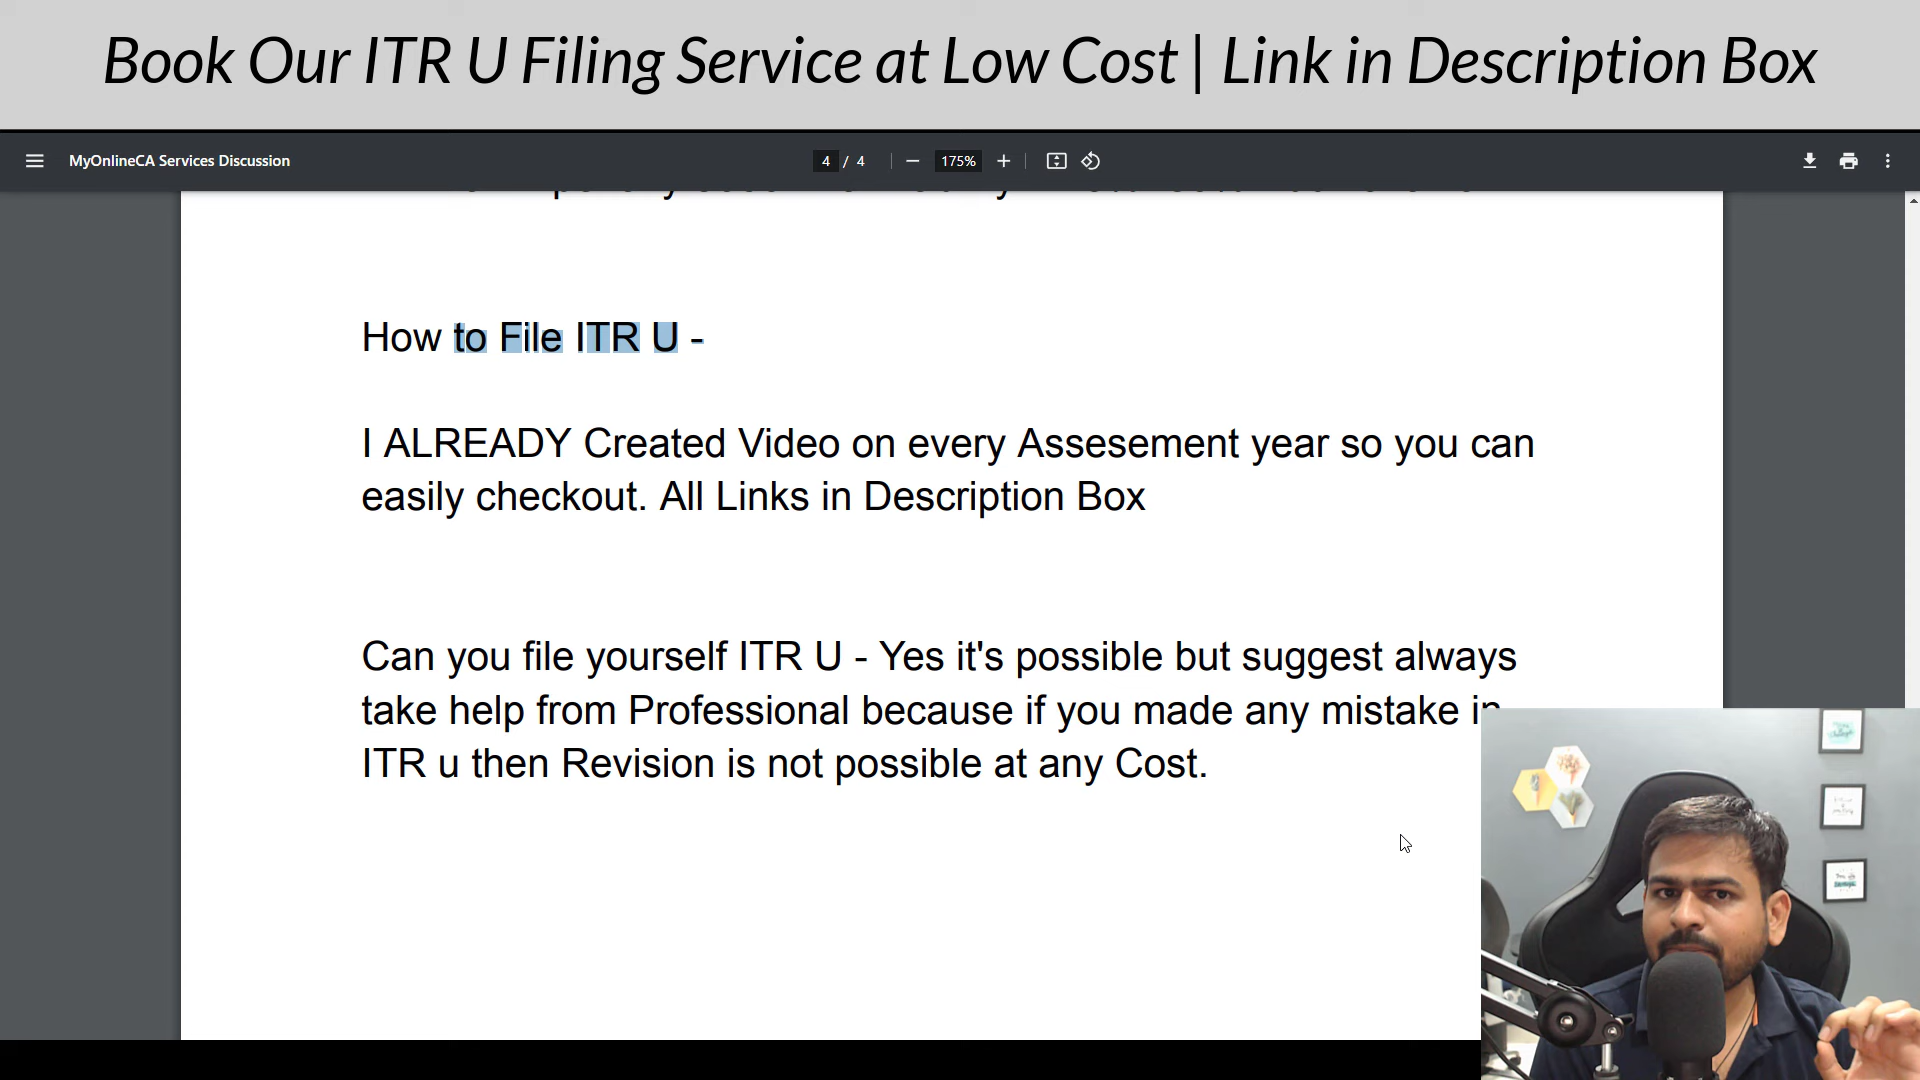 Book Our ITR U Filing Service at Low Cost | Link in Description Box
MyOnlineCA Services Discussion
4 / 4
175%
How to File ITR U -
I ALREADY Created Video on every Assesement year so you can
easily checkout. All Links in Description Box
Can you file yourself ITR U - Yes it's possible but suggest always
take help from Professional because if you made any mistake in
ITR u then Revision is not possible at any Cost.